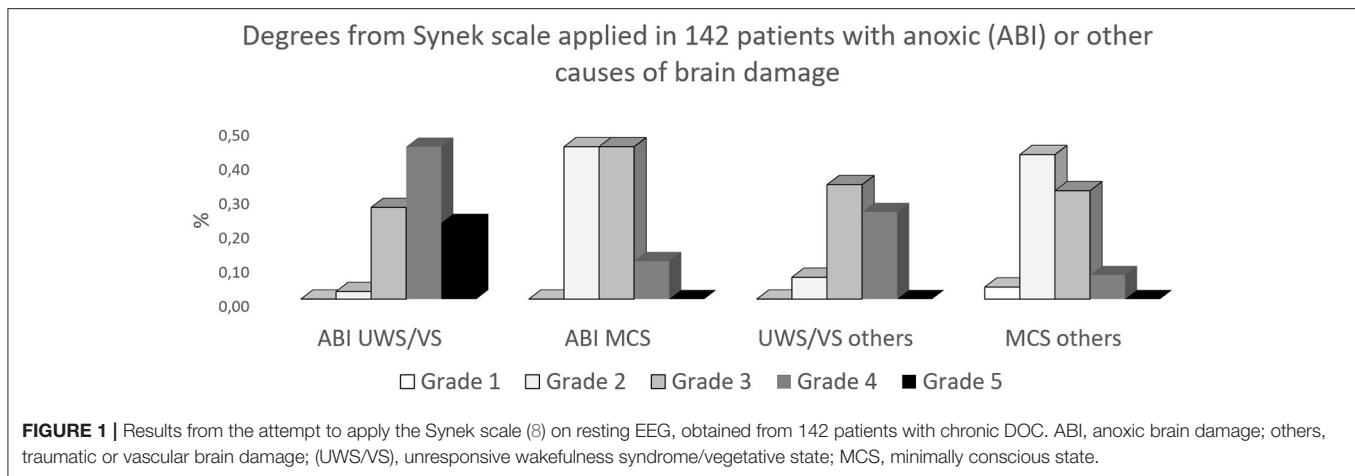 Degrees from Synek scale applied in 142 patients with anoxic (ABI) or other
causes of brain damage
%
0,50
0,40
0,30
0,20
0,10
0,00
ABI UWS/VS ABI MCS UWS/VS others MCS others
Grade 1 Grade 2 Grade 3 Grade 4 Grade 5
FIGURE 1 | Results from the attempt to apply the Synek scale (8) on resting EEG, obtained from 142 patients with chronic DOC. ABI, anoxic brain damage; others,
traumatic or vascular brain damage; (UWS/VS), unresponsive wakefulness syndrome/vegetative state; MCS, minimally conscious state.